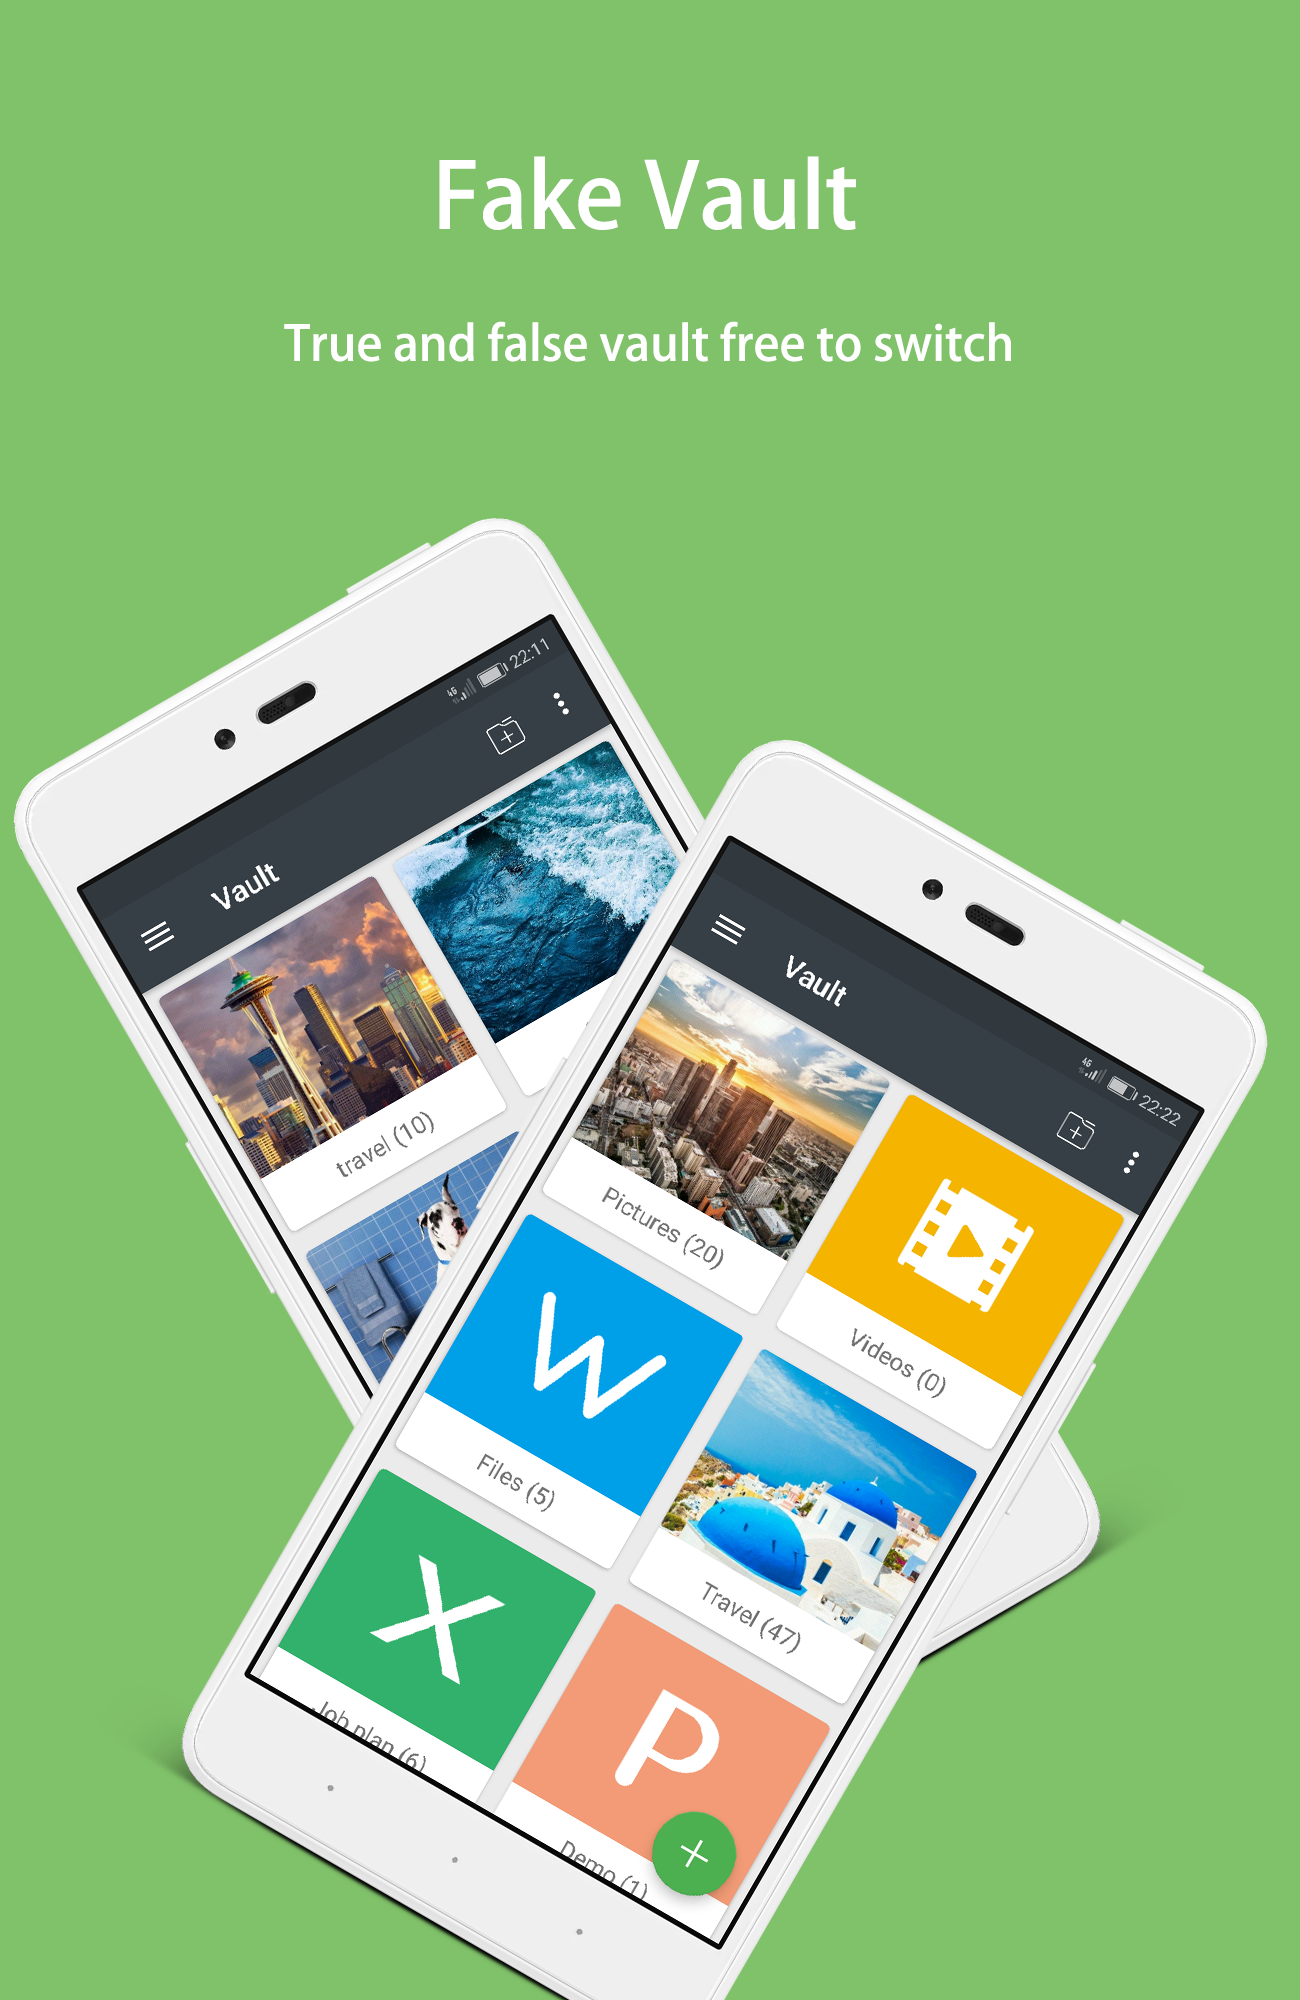 Fake Vault
True and false vault free to switch
4G 22:11
Vault
travel (10)
Vault
4G 22:22
Pictures (20)
Videos (0)
W
Files (5)
Travel (47)
X
Job plan (6)
P
Demo (1)